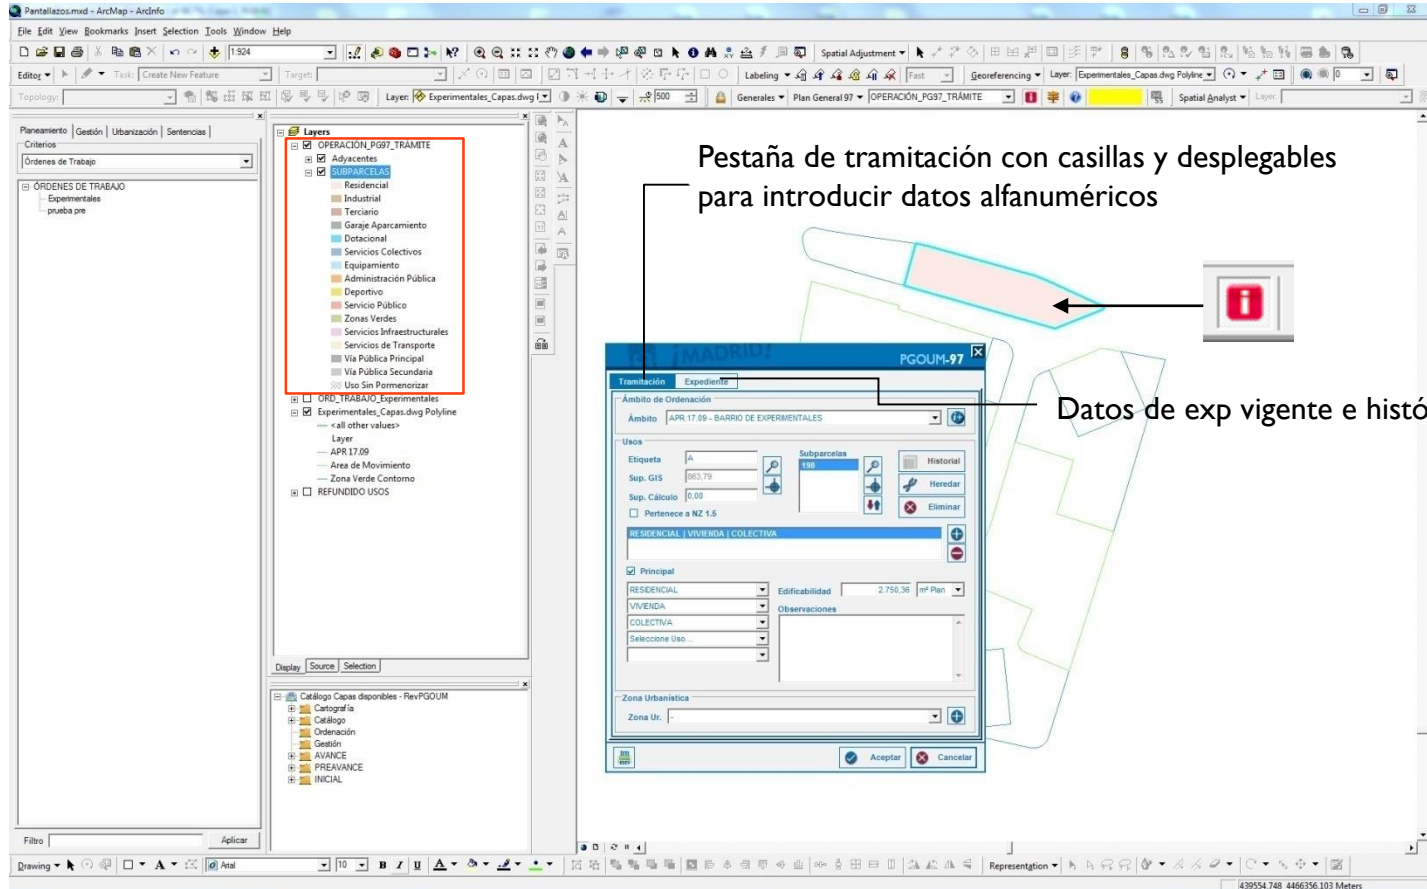 Pantallazos.mxd - ArcMap - ArcInfo
File Edit View Bookmarks Insert Selection Tools Window Help
1:924
Spatial Adjustment
Editor Task: Create New Feature Target: Labeling Fast Georeferencing Layer: Experimentales_Capas.dwg Polyline 0
Topology: Layer: Experimentales_Capas.dwg 500 Generales Plan General 97 OPERACIÓN_PG97_TRÁMITE Spatial Analyst Layer:
Planeamiento Gestión Urbanización Sentencias
Criterios
Órdenes de Trabajo
ÓRDENES DE TRABAJO
Experimentales
prueba pre
Filtro Aplicar
Layers
OPERACIÓN_PG97_TRÁMITE
Adyacentes
SUBPARCELAS
Residencial
Industrial
Terciario
Garaje Aparcamiento
Dotacional
Servicios Colectivos
Equipamiento
Administración Pública
Deportivo
Servicio Público
Zonas Verdes
Servicios Infraestructurales
Servicios de Transporte
Vía Pública Principal
Vía Pública Secundaria
Uso Sin Pormenorizar
ORD_TRABAJO_Experimentales
Experimentales_Capas.dwg Polyline
<all other values>
Layer
APR 17.09
Area de Movimiento
Zona Verde Contorno
REFUNDIDO USOS
Display Source Selection
Catálogo Capas disponibles - RevPGOUM
Cartografía
Catálogo
Ordenación
Gestión
AVANCE
PREAVANCE
INICIAL
Pestaña de tramitación con casillas y desplegables
para introducir datos alfanuméricos
Datos de exp vigente e histó
¡MADRID!
PGOUM-97
Tramitación Expediente
Ámbito de Ordenación
Ámbito APR.17.09 - BARRIO DE EXPERIMENTALES
Usos
Etiqueta A
Sup. GIS 863,79
Sup. Cálculo 0,00
Pertenece a NZ 1.5
Subparcelas
198
Historial
Heredar
Eliminar
RESIDENCIAL | VIVIENDA | COLECTIVA
Principal
RESIDENCIAL
VIVIENDA
COLECTIVA
Seleccione Uso...
Edificabilidad 2.750,36 m² Plan
Observaciones
Zona Urbanística
Zona Ur. -
Aceptar Cancelar
Drawing A Arial 10 B I U A Representation
439554.748 4466356.103 Meters